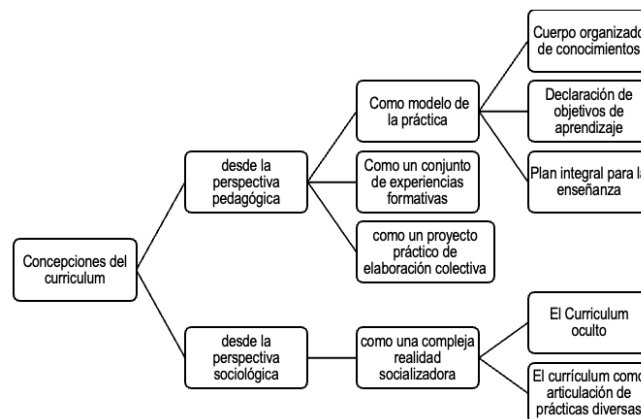 Cuerpo organizado
de conocimientos
Como modelo de
la práctica
Declaración de
objetivos de
aprendizaje
desde la
perspectiva
pedagógica
Como un conjunto
de experiencias
formativas
Plan integral para la
enseñanza
como un proyecto
práctico de
elaboración colectiva
Concepciones del
curriculum
desde la
perspectiva
sociológica
como una compleja
realidad
socializadora
El Curriculum
oculto
El currículum como
articulación de
prácticas diversas